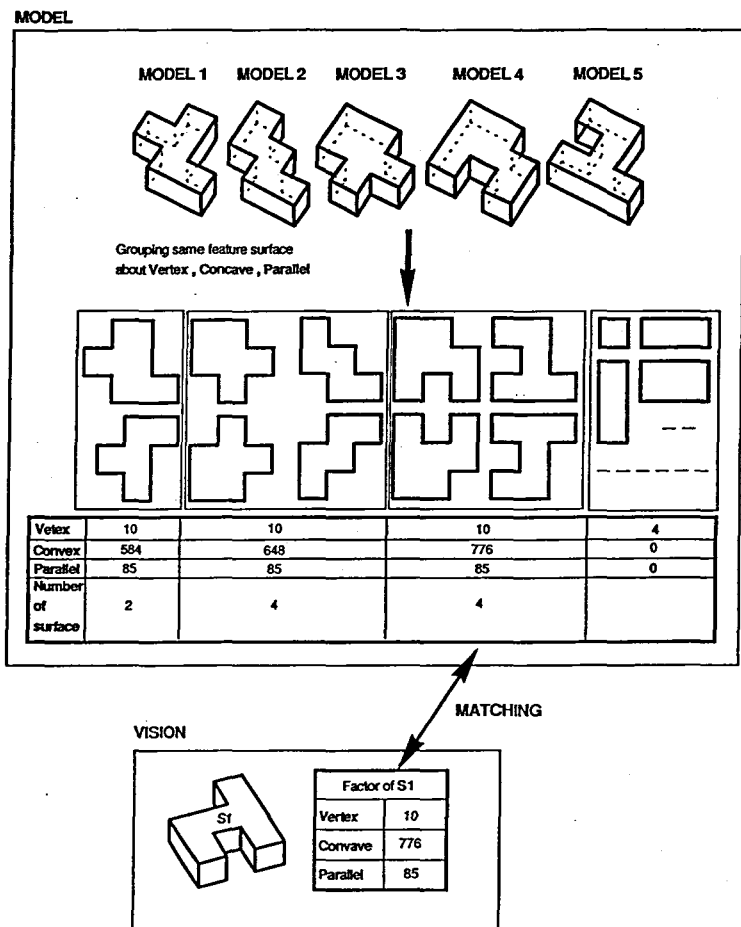 MODEL
MODEL 1 MODEL 2 MODEL 3 MODEL 4 MODEL 5
Grouping same feature surface
about Vertex , Concave , Parallel
Vetex 10 10 10 4
Convex 584 648 776 0
Parallel 85 85 85 0
Number
of 2 4 4
surface
MATCHING
VISION
S1
Factor of S1
Vertex 10
Convave 776
Parallel 85